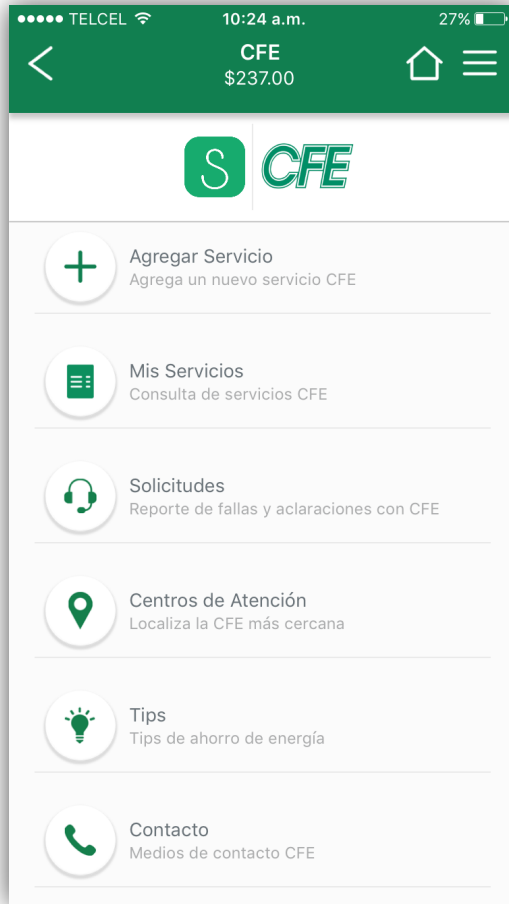 TELCEL 10:24 a.m. 27%
CFE
$237.00
S CFE
Agregar Servicio
Agrega un nuevo servicio CFE
Mis Servicios
Consulta de servicios CFE
Solicitudes
Reporte de fallas y aclaraciones con CFE
Centros de Atención
Localiza la CFE más cercana
Tips
Tips de ahorro de energía
Contacto
Medios de contacto CFE